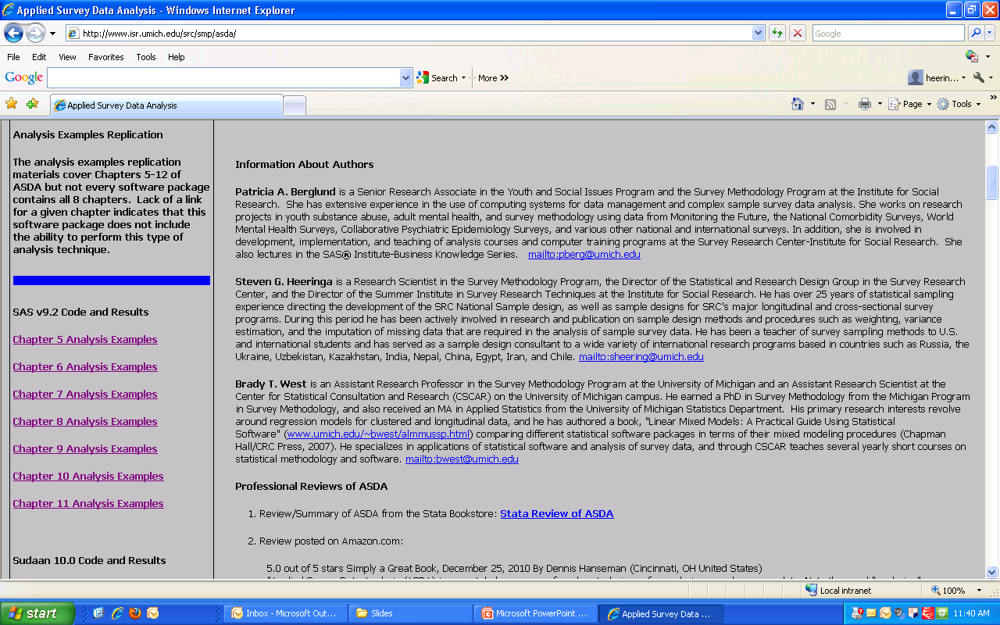 Applied Survey Data Analysis - Windows Internet Explorer
http://www.isr.umich.edu/src/smp/asda/
Google
File Edit View Favorites Tools Help
Google Search More >> heerin...
Applied Survey Data Analysis
Page Tools >>
Analysis Examples Replication
The analysis examples replication
materials cover Chapters 5-12 of
ASDA but not every software package
contains all 8 chapters. Lack of a link
for a given chapter indicates that this
software package does not include
the ability to perform this type of
analysis technique.
SAS v9.2 Code and Results
Chapter 5 Analysis Examples
Chapter 6 Analysis Examples
Chapter 7 Analysis Examples
Chapter 8 Analysis Examples
Chapter 9 Analysis Examples
Chapter 10 Analysis Examples
Chapter 11 Analysis Examples
Sudaan 10.0 Code and Results
Information About Authors
Patricia A. Berglund is a Senior Research Associate in the Youth and Social Issues Program and the Survey Methodology Program at the Institute for Social
Research. She has extensive experience in the use of computing systems for data management and complex sample survey data analysis. She works on research
projects in youth substance abuse, adult mental health, and survey methodology using data from Monitoring the Future, the National Comorbidity Surveys, World
Mental Health Surveys, Collaborative Psychiatric Epidemiology Surveys, and various other national and international surveys. In addition, she is involved in
development, implementation, and teaching of analysis courses and computer training programs at the Survey Research Center-Institute for Social Research. She
also lectures in the SAS® Institute-Business Knowledge Series. mailto:pberg@umich.edu
Steven G. Heeringa is a Research Scientist in the Survey Methodology Program, the Director of the Statistical and Research Design Group in the Survey Research
Center, and the Director of the Summer Institute in Survey Research Techniques at the Institute for Social Research. He has over 25 years of statistical sampling
experience directing the development of the SRC National Sample design, as well as sample designs for SRC's major longitudinal and cross-sectional survey
programs. During this period he has been actively involved in research and publication on sample design methods and procedures such as weighting, variance
estimation, and the imputation of missing data that are required in the analysis of sample survey data. He has been a teacher of survey sampling methods to U.S.
and international students and has served as a sample design consultant to a wide variety of international research programs based in countries such as Russia, the
Ukraine, Uzbekistan, Kazakhstan, India, Nepal, China, Egypt, Iran, and Chile. mailto:sheering@umich.edu
Brady T. West is an Assistant Research Professor in the Survey Methodology Program at the University of Michigan and an Assistant Research Scientist at the
Center for Statistical Consultation and Research (CSCAR) on the University of Michigan campus. He earned a PhD in Survey Methodology from the Michigan Program
in Survey Methodology, and also received an MA in Applied Statistics from the University of Michigan Statistics Department. His primary research interests revolve
around regression models for clustered and longitudinal data, and he has authored a book, "Linear Mixed Models: A Practical Guide Using Statistical
Software" (www.umich.edu/~bwest/almmussp.html) comparing different statistical software packages in terms of their mixed modeling procedures (Chapman
Hall/CRC Press, 2007). He specializes in applications of statistical software and analysis of survey data, and through CSCAR teaches several yearly short courses on
statistical methodology and software. mailto:bwest@umich.edu
Professional Reviews of ASDA
1. Review/Summary of ASDA from the Stata Bookstore: Stata Review of ASDA
2. Review posted on Amazon.com:
5.0 out of 5 stars Simply a Great Book, December 25, 2010 By Dennis Hanseman (Cincinnati, OH United States)
Local intranet 100%
start Inbox - Microsoft Out... Slides Microsoft PowerPoint ... Applied Survey Data ... 11:40 AM